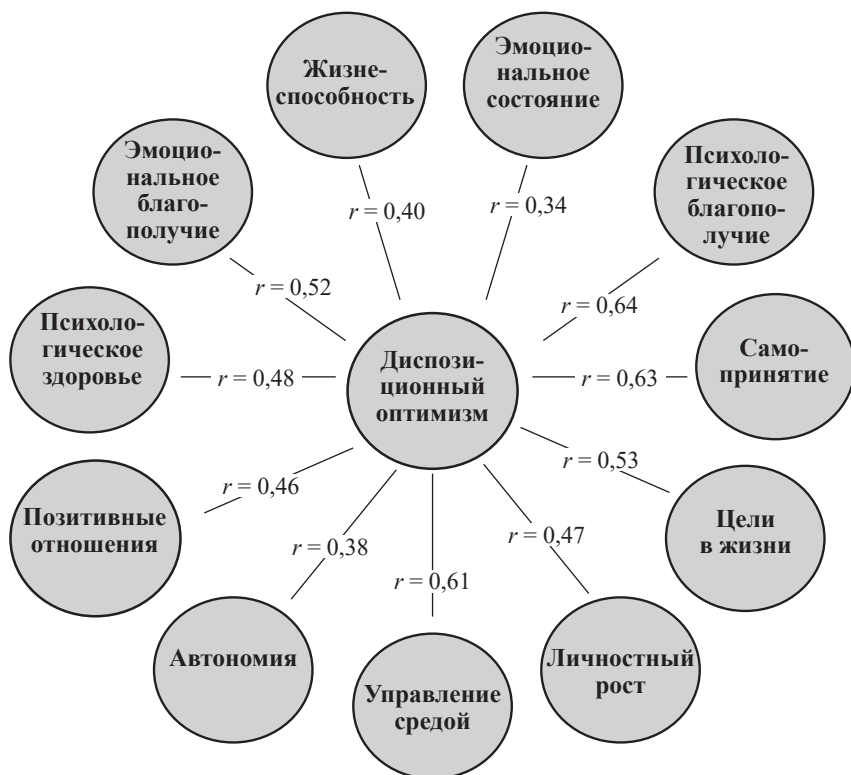 Жизне-
способность
Эмоцио-
нальное
состояние
Эмоцио-
нальное
благо-
получие
Психоло-
гическое
благопо-
лучие
r = 0,40
r = 0,34
r = 0,52
r = 0,64
Психоло-
гическое
здоровье
r = 0,48
Диспози-
ционный
оптимизм
r = 0,63
Само-
принятие
r = 0,53
r = 0,46
Позитивные
отношения
Цели
в жизни
r = 0,38
r = 0,47
r = 0,61
Автономия
Управление
средой
Личностный
рост